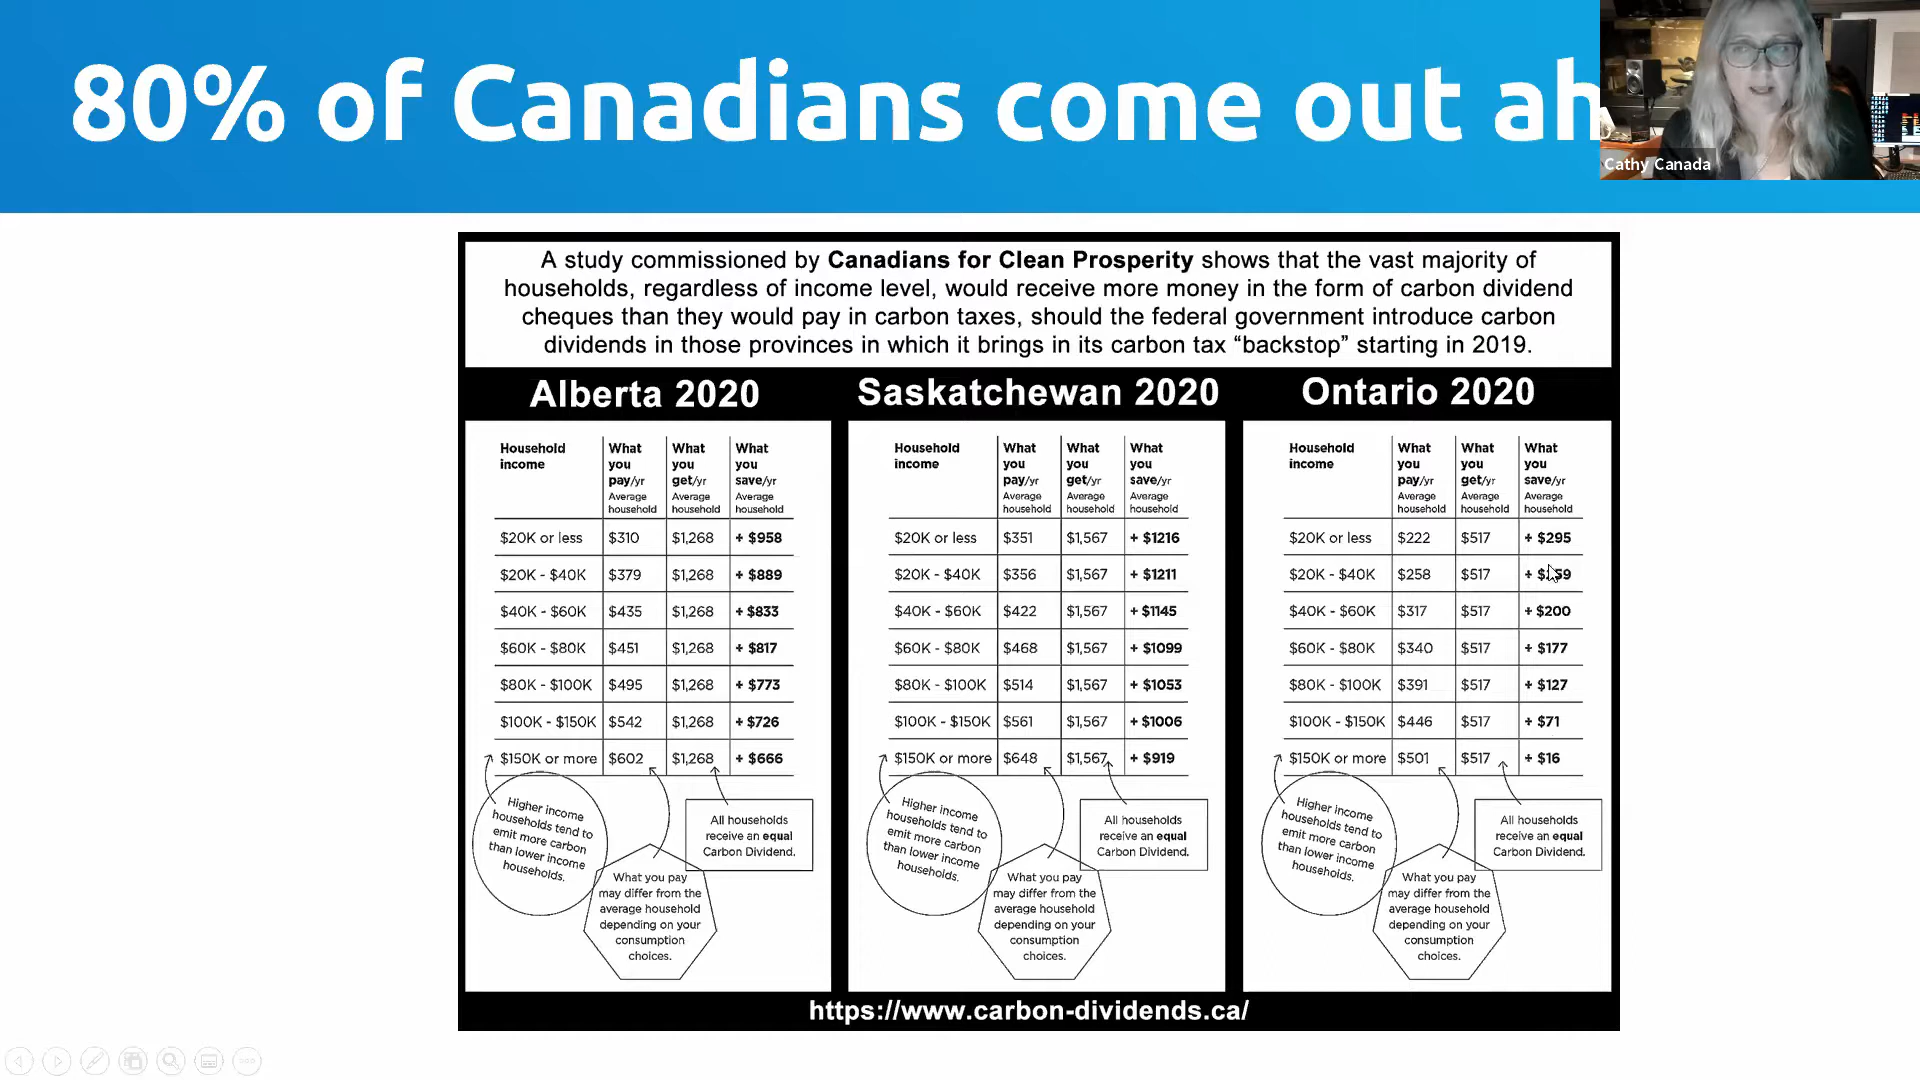 80% of Canadians come out ah
Cathy Canada
A study commissioned by Canadians for Clean Prosperity shows that the vast majority of
households, regardless of income level, would receive more money in the form of carbon dividend
cheques than they would pay in carbon taxes, should the federal government introduce carbon
dividends in those provinces in which it brings in its carbon tax “backstop” starting in 2019.
Alberta 2020
Household income | What you pay/yr Average household | What you get/yr Average household | What you save/yr Average household
$20K or less $310 $1,268 + $958
$20K - $40K $379 $1,268 + $889
$40K - $60K $435 $1,268 + $833
$60K - $80K $451 $1,268 + $817
$80K - $100K $495 $1,268 + $773
$100K - $150K $542 $1,268 + $726
$150K or more $602 $1,268 + $666
Higher income
households tend to
emit more carbon
than lower income
households.
All households
receive an equal
Carbon Dividend.
What you pay
may differ from the
average household
depending on your
consumption
choices.
Saskatchewan 2020
Household income | What you pay/yr Average household | What you get/yr Average household | What you save/yr Average household
$20K or less $351 $1,567 + $1216
$20K - $40K $356 $1,567 + $1211
$40K - $60K $422 $1,567 + $1145
$60K - $80K $468 $1,567 + $1099
$80K - $100K $514 $1,567 + $1053
$100K - $150K $561 $1,567 + $1006
$150K or more $648 $1,567 + $919
Higher income
households tend to
emit more carbon
than lower income
households.
All households
receive an equal
Carbon Dividend.
What you pay
may differ from the
average household
depending on your
consumption
choices.
Ontario 2020
Household income | What you pay/yr Average household | What you get/yr Average household | What you save/yr Average household
$20K or less $222 $517 + $295
$20K - $40K $258 $517
$40K - $60K $317 $517 + $200
$60K - $80K $340 $517 + $177
$80K - $100K $391 $517 + $127
$100K - $150K $446 $517 + $71
$150K or more $501 $517 + $16
Higher income
households tend to
emit more carbon
than lower income
households.
All households
receive an equal
Carbon Dividend.
What you pay
may differ from the
average household
depending on your
consumption
choices.
https://www.carbon-dividends.ca/